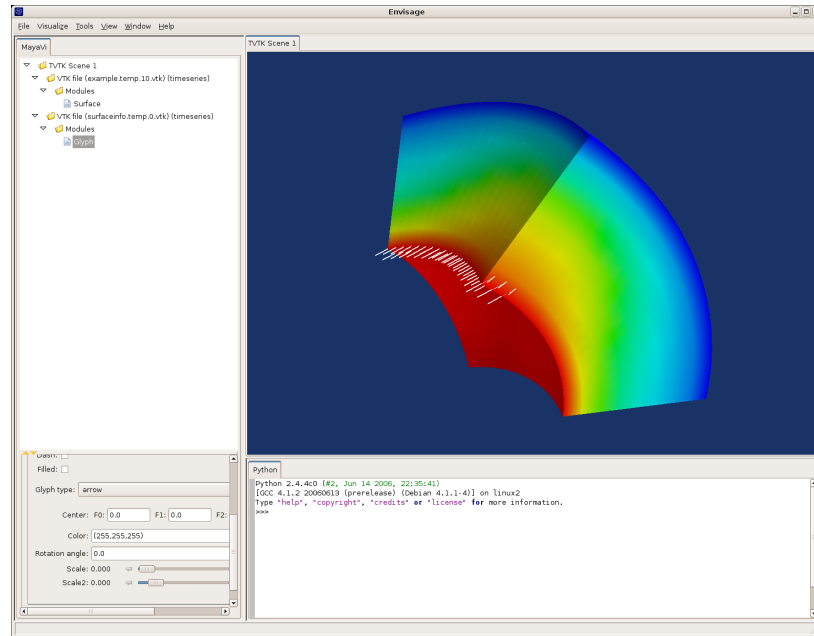 Envisage
File Visualize Tools View Window Help
MayaVi
TVTK Scene 1
TVTK Scene 1
VTK file (example.temp.10.vtk) (timeseries)
Modules
Surface
VTK file (surfaceinfo.temp.0.vtk) (timeseries)
Modules
Glyph
Dash:
Filled:
Glyph type: arrow
Center: F0: 0.0 F1: 0.0 F2:
Color: (255,255,255)
Rotation angle: 0.0
Scale: 0.000
Scale2: 0.000
Python
Python 2.4.4c0 (#2, Jun 14 2006, 22:35:41)
[GCC 4.1.2 20060613 (prerelease) (Debian 4.1.1-4)] on linux2
Type "help", "copyright", "credits" or "license" for more information.
>>>